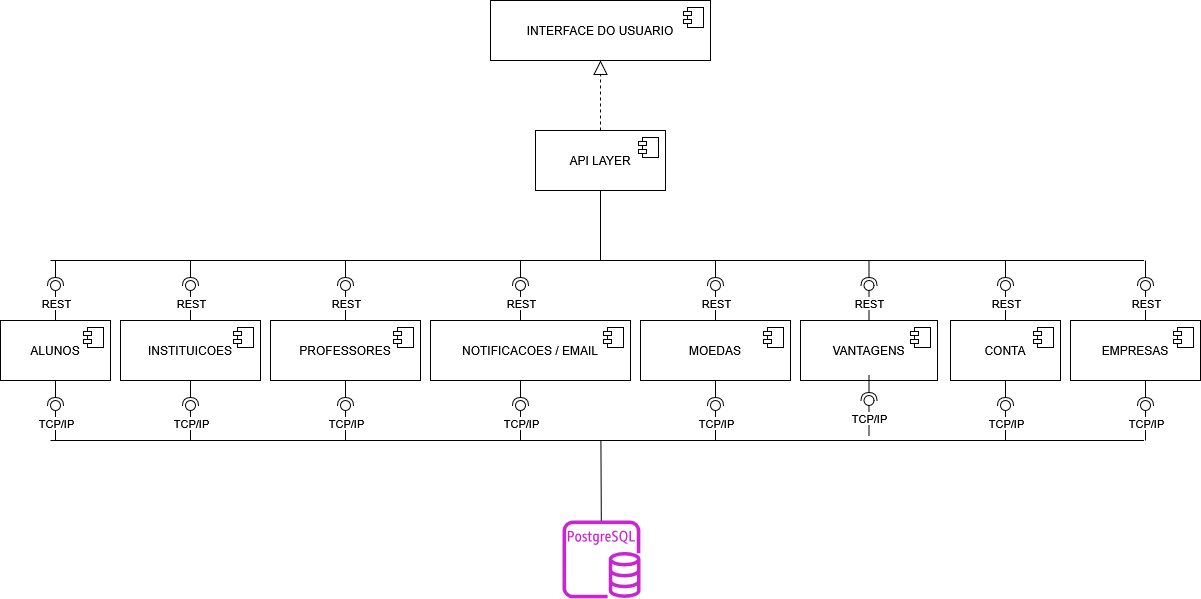 INTERFACE DO USUARIO
API LAYER
REST
REST
REST
REST
REST
REST
REST
REST
ALUNOS
INSTITUICOES
PROFESSORES
NOTIFICACOES / EMAIL
MOEDAS
VANTAGENS
CONTA
EMPRESAS
TCP/IP
TCP/IP
TCP/IP
TCP/IP
TCP/IP
TCP/IP
TCP/IP
TCP/IP
PostgreSQL